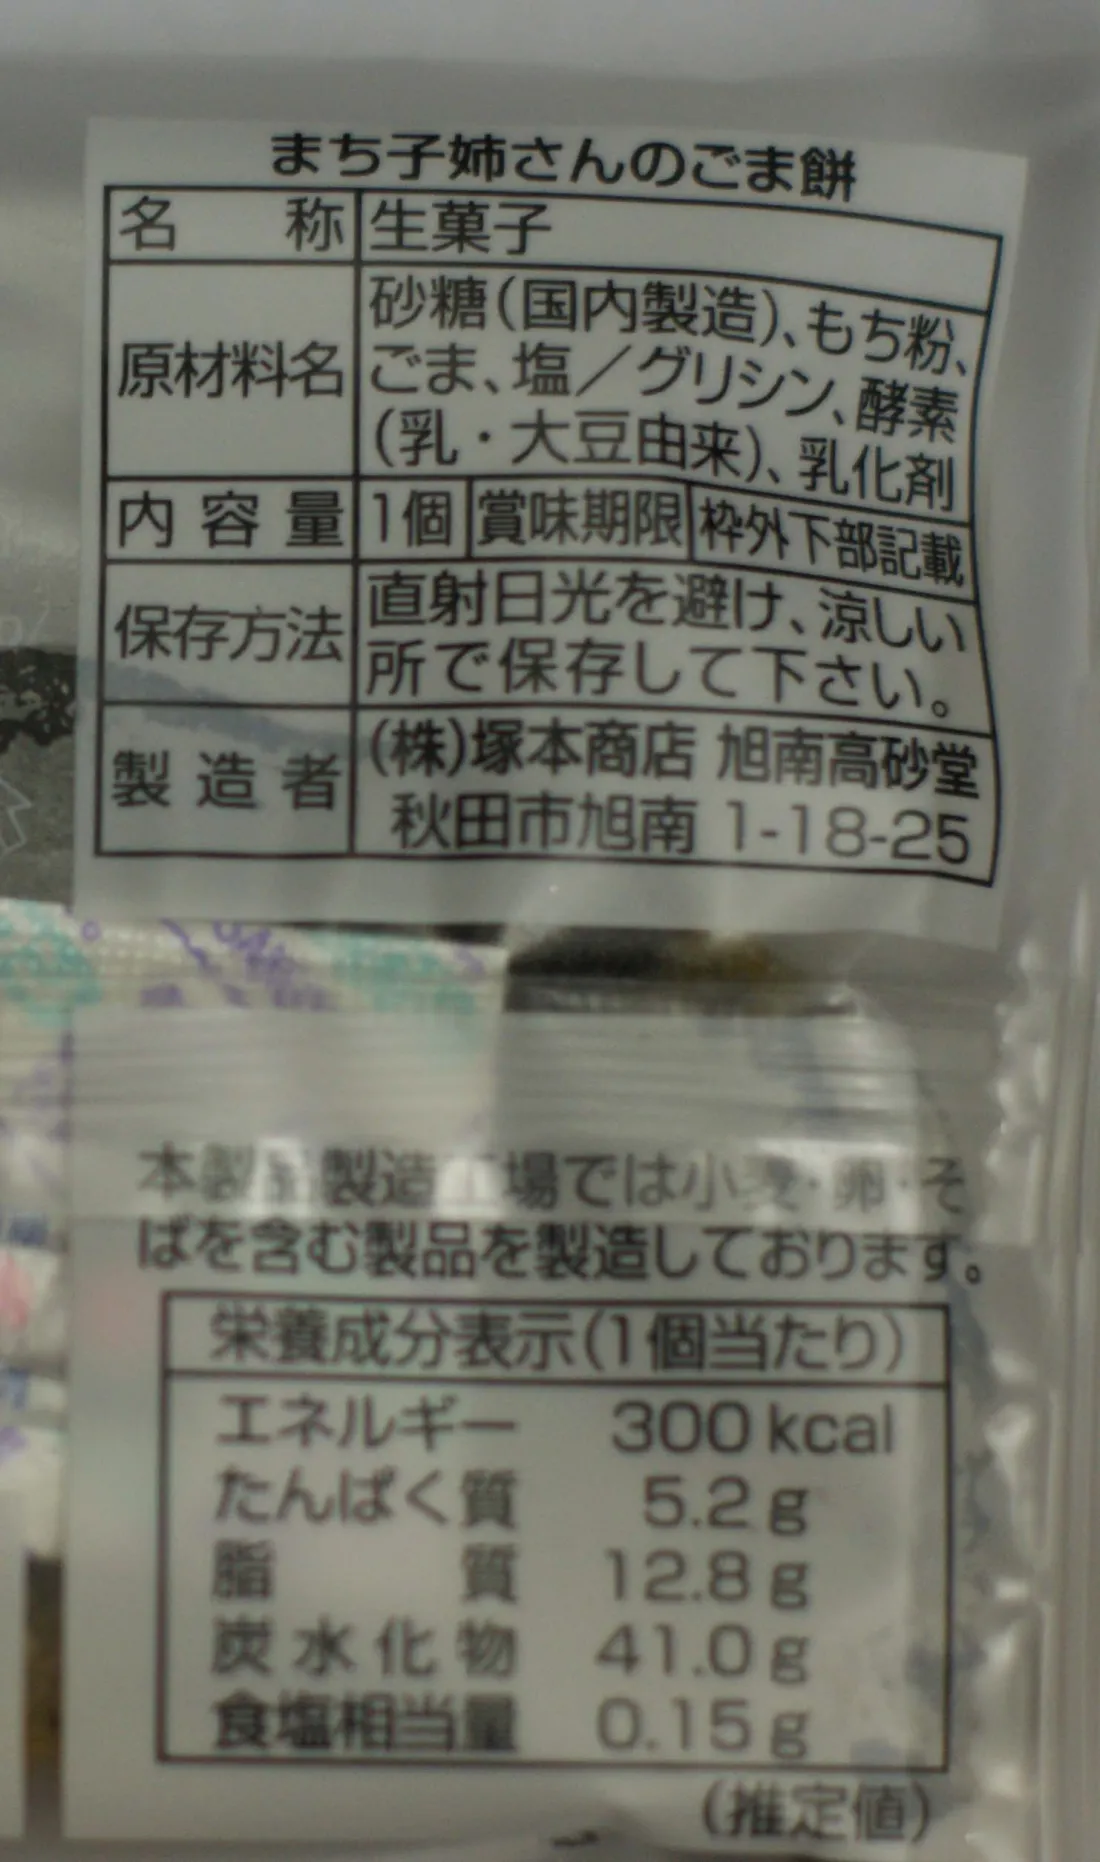 まち子姉さんのごま餅
名称 生菓子
原材料名 砂糖(国内製造)、もち粉、
ごま、塩/グリシン、酵素
(乳・大豆由来)、乳化剤
内容量 1個 賞味期限 枠外下部記載
保存方法 直射日光を避け、涼しい
所で保存して下さい。
製造者 (株)塚本商店 旭南高砂堂
秋田市旭南 1-18-25
本製品製造工場では小麦・卵・そ
ばを含む製品を製造しております。
栄養成分表示(1個当たり)
エネルギー 300 kcal
たんぱく質 5.2 g
脂質 12.8 g
炭水化物 41.0 g
食塩相当量 0.15 g
(推定値)